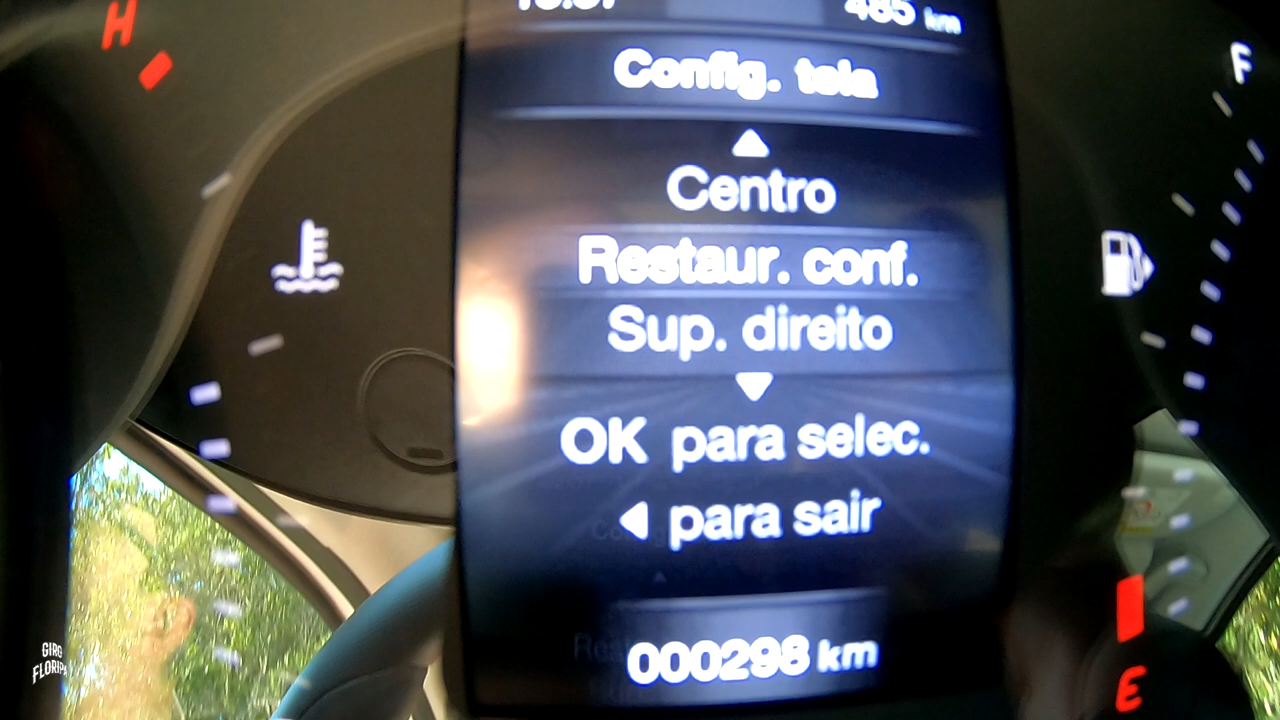 H
485 km
F
Config. tela
Centro
Restaur. conf.
Sup. direito
OK para selec.
para sair
000298 km
E
GIRO
FLORIPA